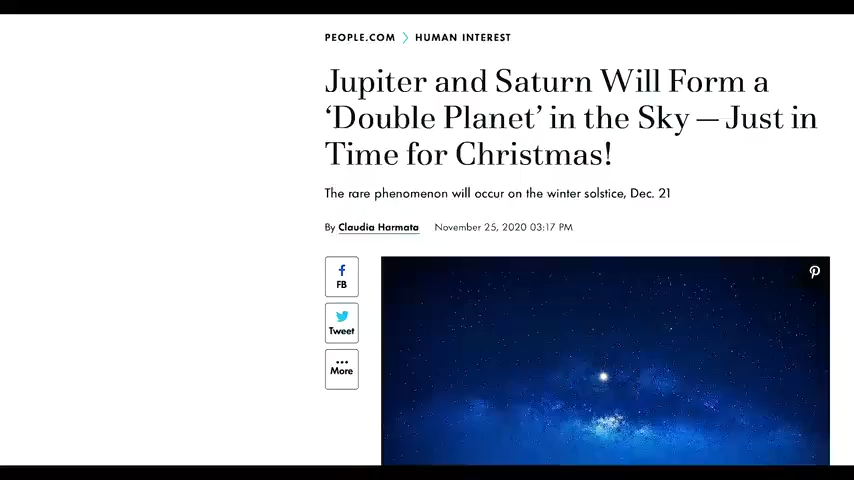 PEOPLE.COM > HUMAN INTEREST
Jupiter and Saturn Will Form a
‘Double Planet’ in the Sky — Just in
Time for Christmas!
The rare phenomenon will occur on the winter solstice, Dec. 21
By Claudia Harmata November 25, 2020 03:17 PM
FB
Tweet
More